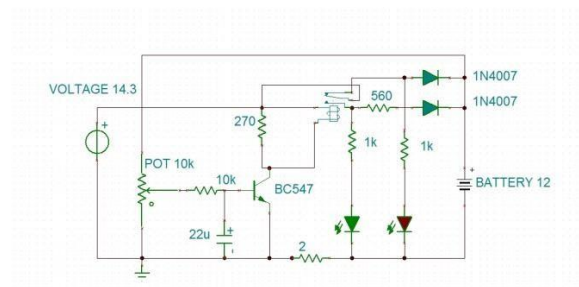 1N4007
VOLTAGE 14.3
560
1N4007
270
1k
1k
POT 10k
10k
BC547
BATTERY 12
+
22u
+
-
2
+